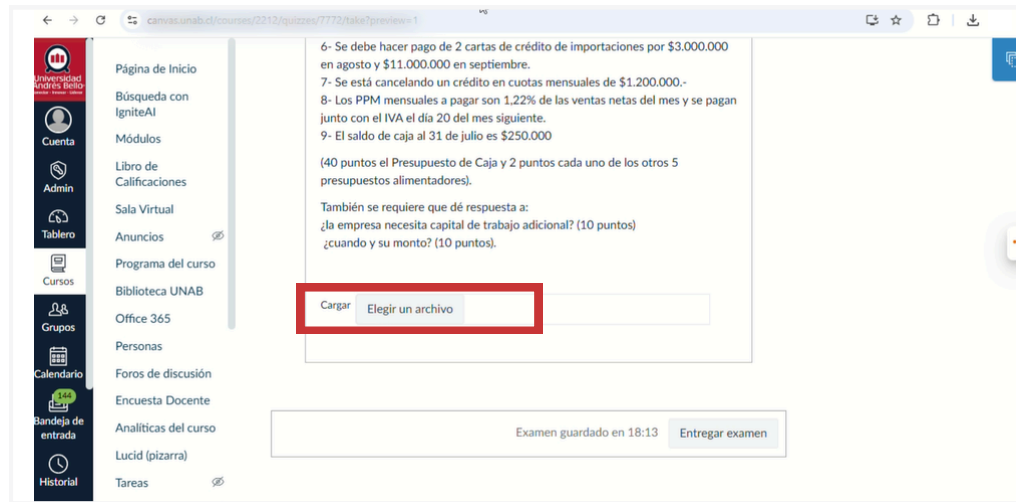 canvas.unab.cl/courses/2212/quizzes/7772/take?preview=1
Universidad
Andrés Bello
Cuenta
Admin
Tablero
Cursos
Grupos
Calendario
144
Bandeja de
entrada
Historial
Página de Inicio
Búsqueda con
IgniteAI
Módulos
Libro de
Calificaciones
Sala Virtual
Anuncios
Programa del curso
Biblioteca UNAB
Office 365
Personas
Foros de discusión
Encuesta Docente
Analíticas del curso
Lucid (pizarra)
Tareas
6- Se debe hacer pago de 2 cartas de crédito de importaciones por $3.000.000
en agosto y $11.000.000 en septiembre.
7- Se está cancelando un crédito en cuotas mensuales de $1.200.000.-
8- Los PPM mensuales a pagar son 1,22% de las ventas netas del mes y se pagan
junto con el IVA el día 20 del mes siguiente.
9- El saldo de caja al 31 de julio es $250.000
(40 puntos el Presupuesto de Caja y 2 puntos cada uno de los otros 5
presupuestos alimentadores).
También se requiere que dé respuesta a:
¿la empresa necesita capital de trabajo adicional? (10 puntos)
¿cuando y su monto? (10 puntos).
Cargar
Elegir un archivo
Examen guardado en 18:13
Entregar examen